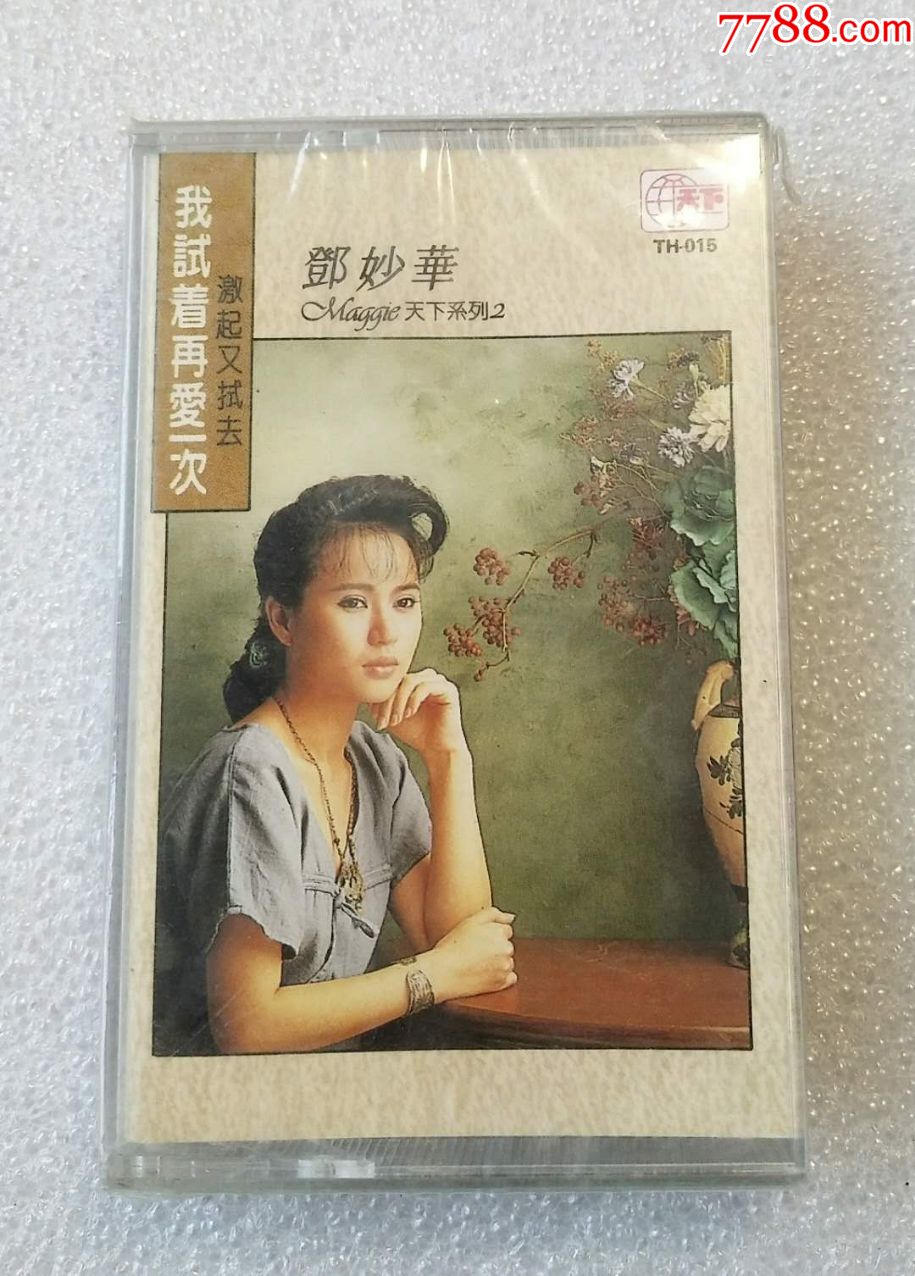 7788.com
我試着再愛一次
激起又拭去
天下
TH-015
鄧妙華
Maggie 天下系列2